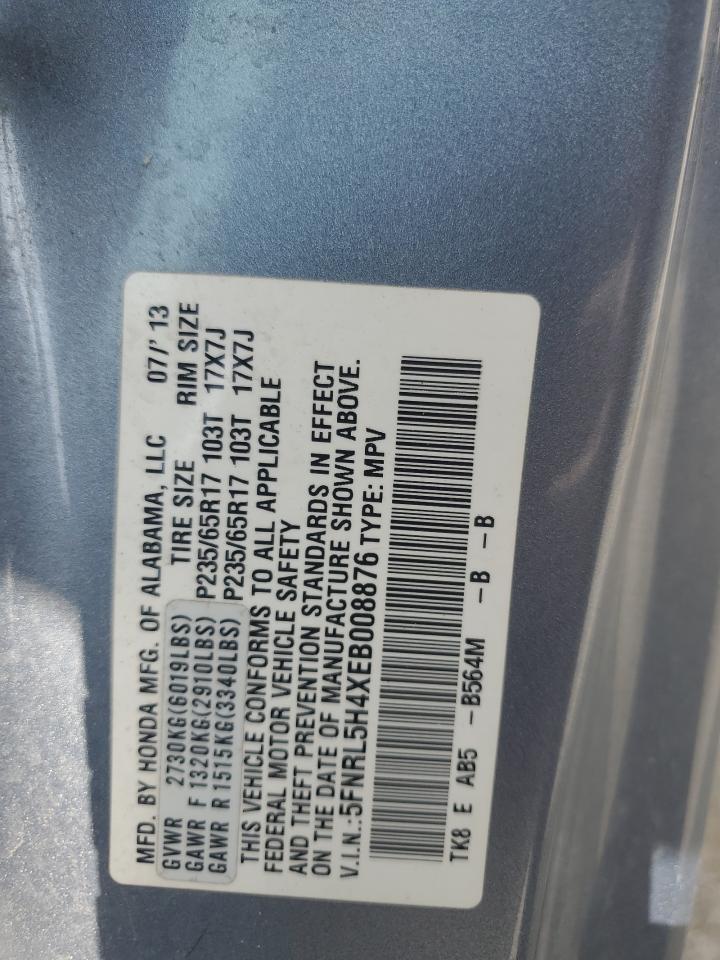 MFD. BY HONDA MFG. OF ALABAMA, LLC 07/'13
GVWR 2730KG(6019LBS) TIRE SIZE RIM SIZE
GAWR F 1320KG(2910LBS) P235/65R17 103T 17X7J
GAWR R 1515KG(3340LBS) P235/65R17 103T 17X7J
THIS VEHICLE CONFORMS TO ALL APPLICABLE
FEDERAL MOTOR VEHICLE SAFETY
AND THEFT PREVENTION STANDARDS IN EFFECT
ON THE DATE OF MANUFACTURE SHOWN ABOVE.
V.I.N.:5FNRL5H4XEB008876 TYPE: MPV
TK8 E AB5 -B564M -B -B